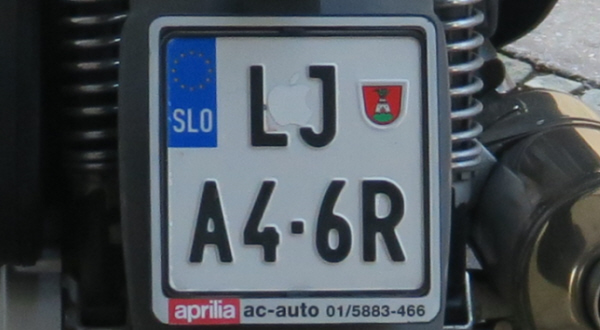 SLO LJ
A4·6R
aprilia ac-auto 01/5883-466